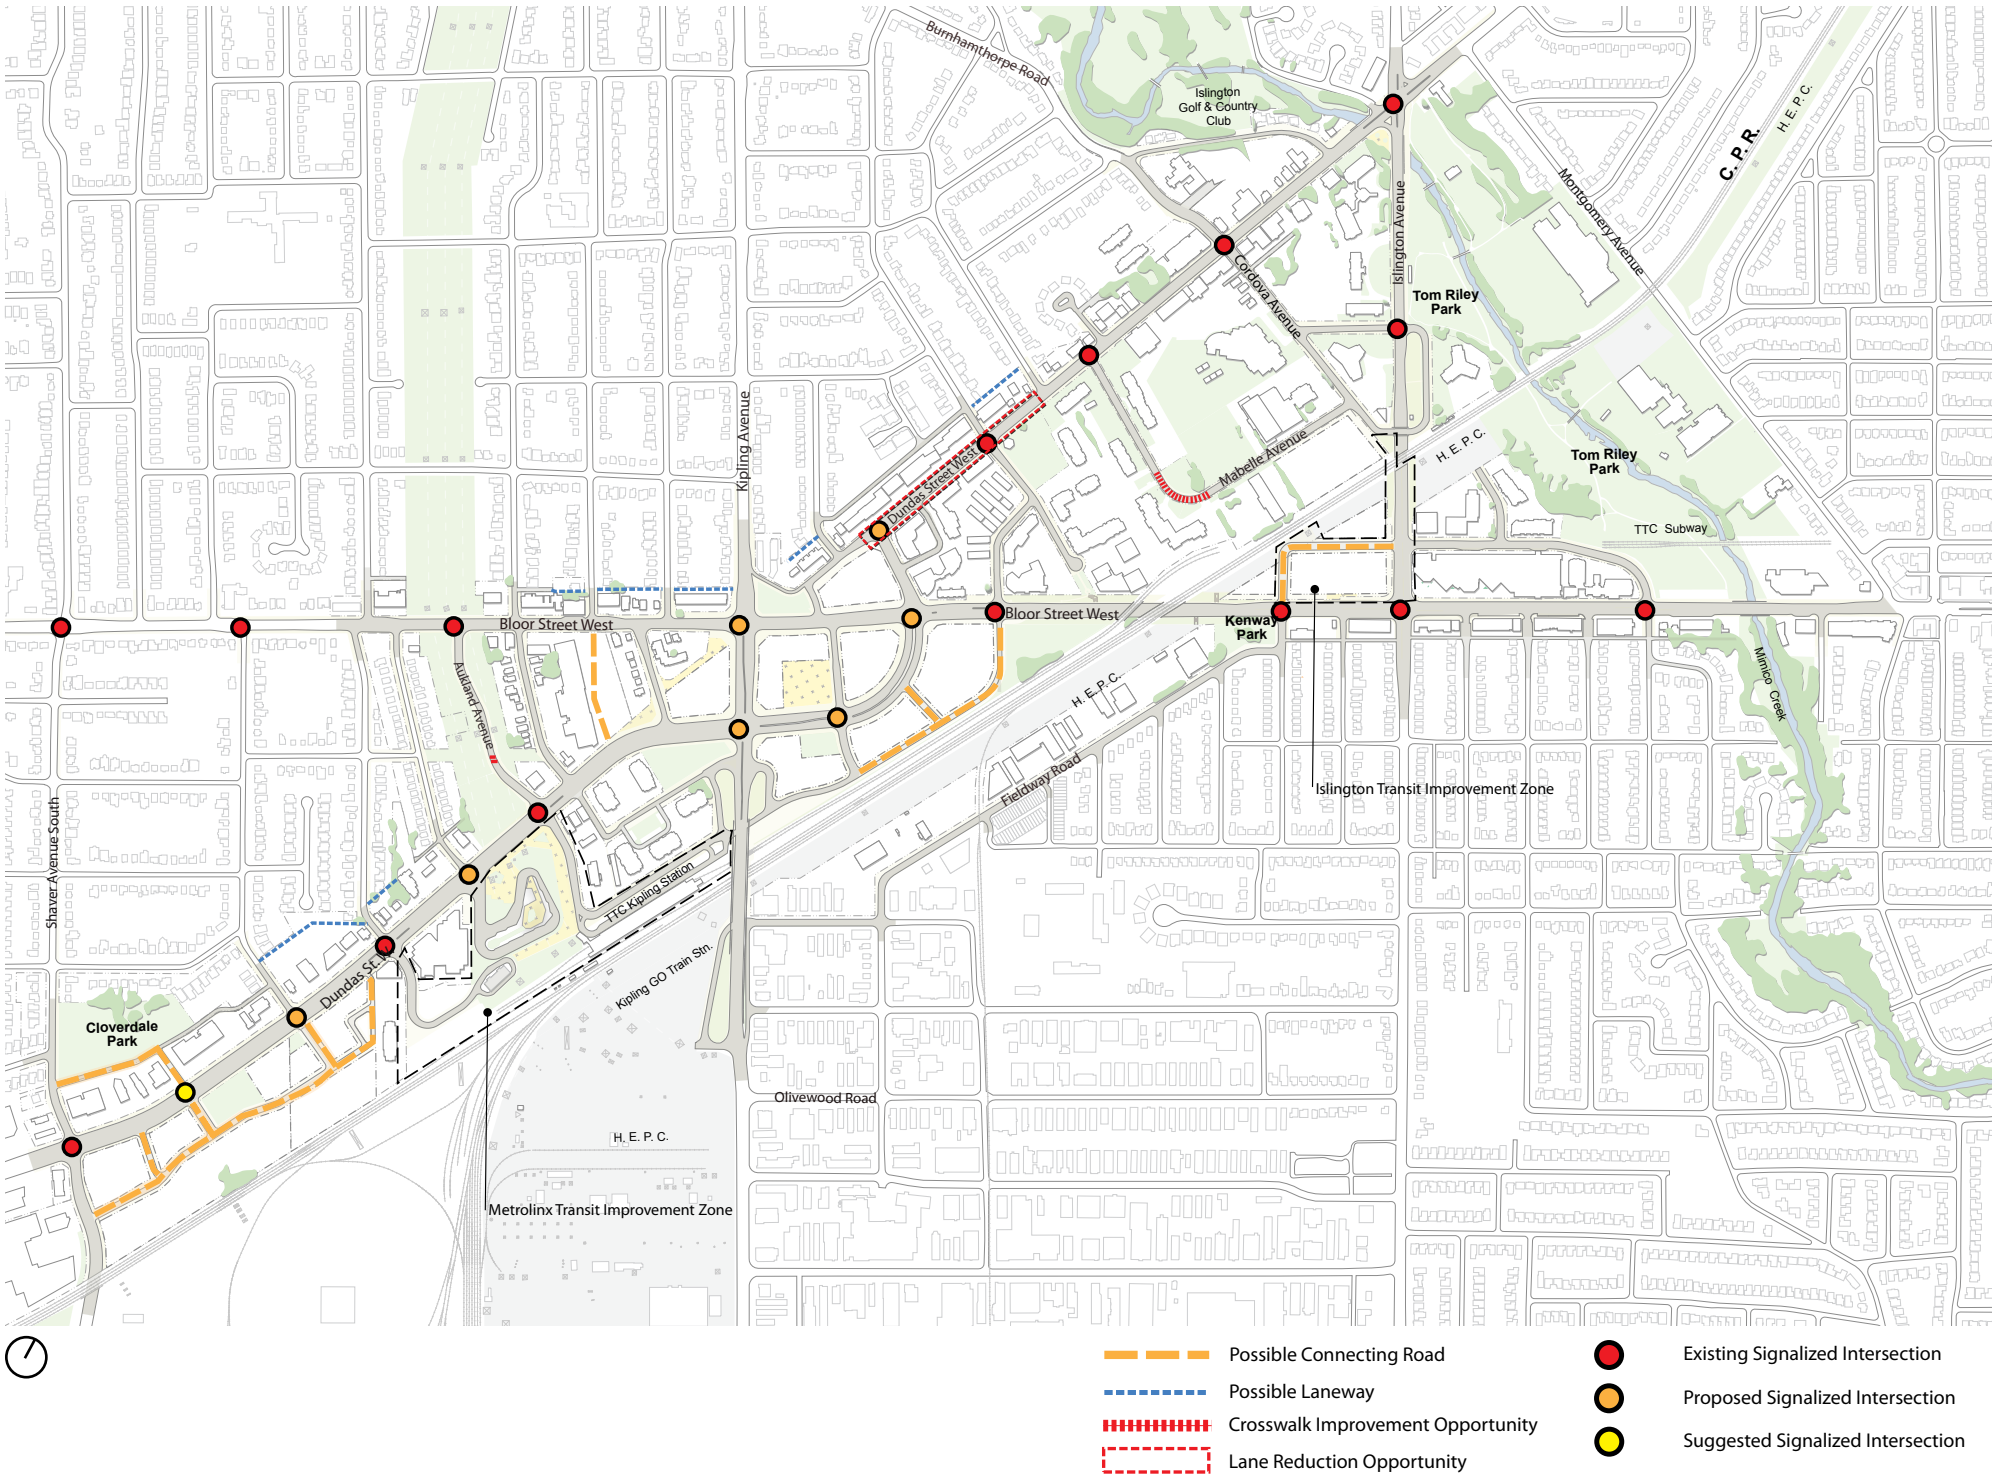 Burnhamthorpe Road
Islington
Golf & Country
Club
H. E. P. C.
C. P. R.
Montgomery Avenue
Islington Avenue
Cordova Avenue
Tom Riley
Park
Kipling Avenue
Dundas Street West
Mabelle Avenue
H. E. P. C.
Tom Riley
Park
TTC Subway
Bloor Street West
Bloor Street West
Kenway
Park
Aukland Avenue
H. E. P. C.
Mimico Creek
Fieldway Road
Islington Transit Improvement Zone
Shaver Avenue South
TTC Kipling Station
Kipling GO Train Stn.
Dundas St. W
Cloverdale
Park
Olivewood Road
H. E. P. C.
Metrolinx Transit Improvement Zone
Possible Connecting Road
Possible Laneway
Crosswalk Improvement Opportunity
Lane Reduction Opportunity
Existing Signalized Intersection
Proposed Signalized Intersection
Suggested Signalized Intersection